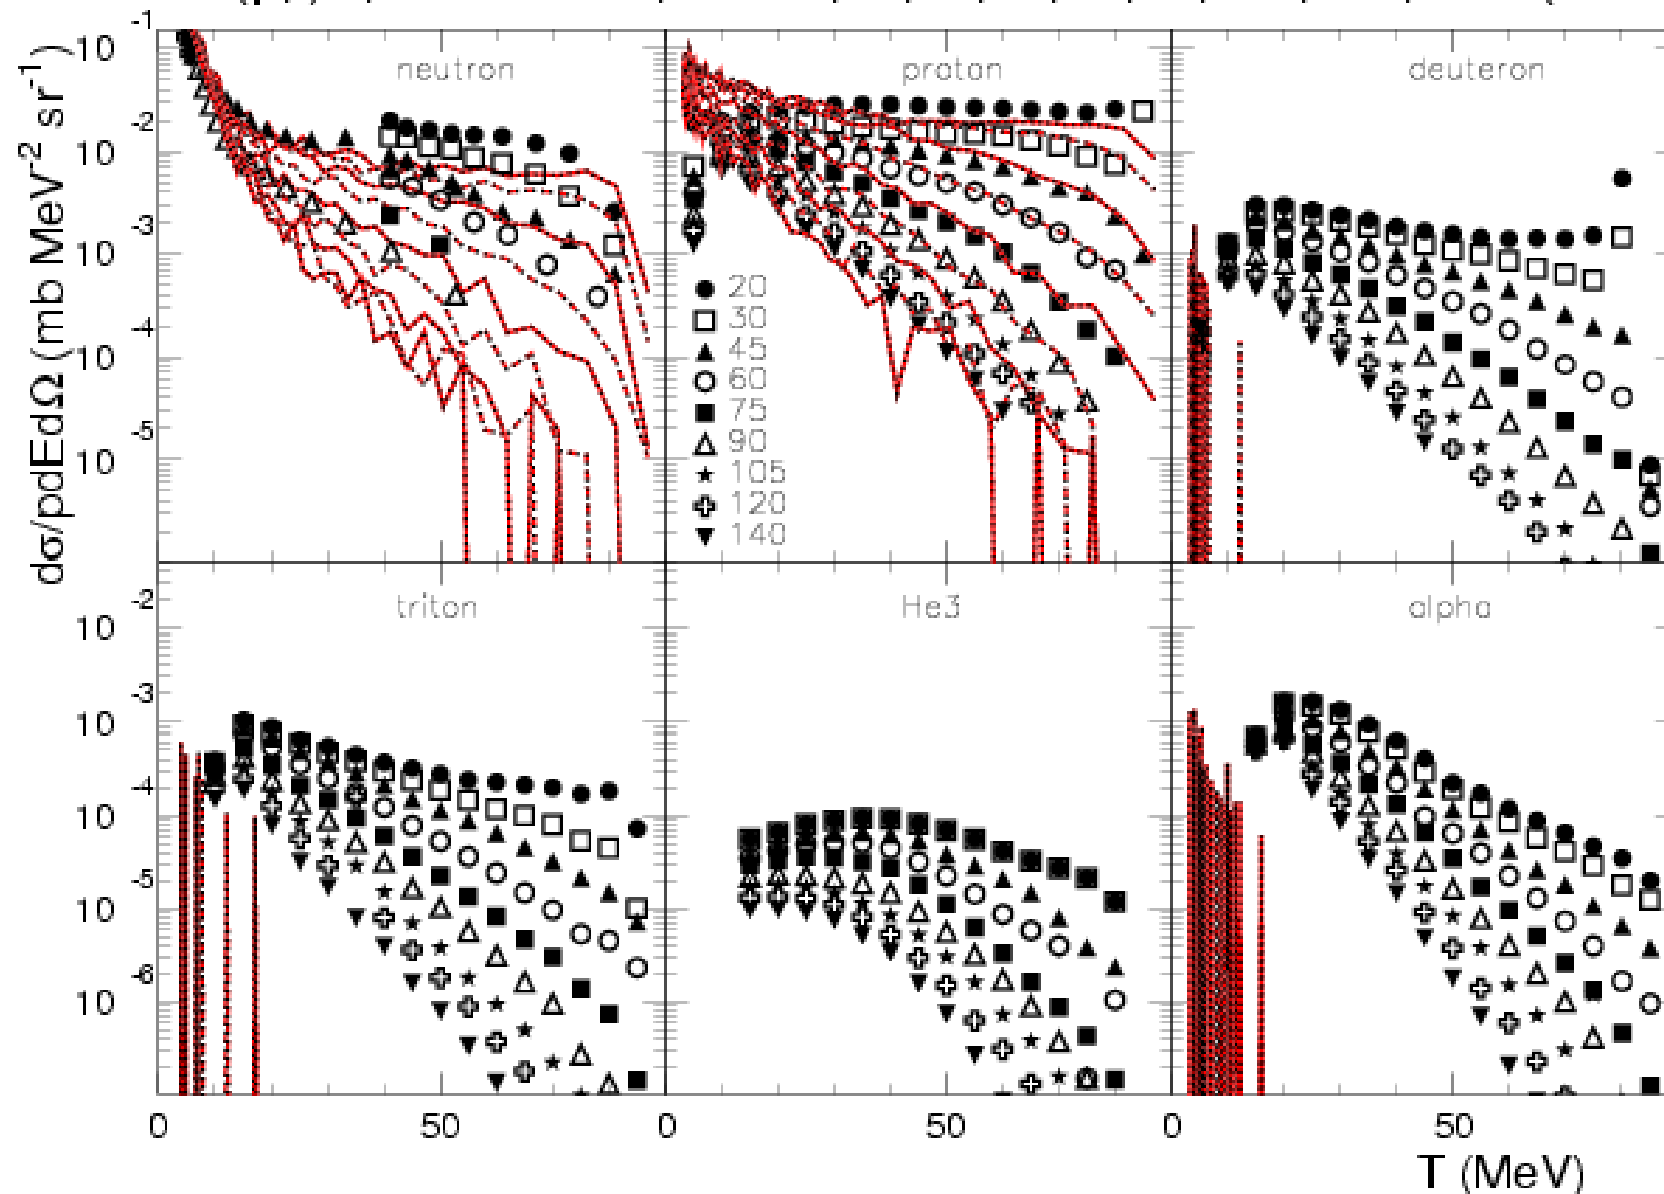 dσ/pdEdΩ (mb MeV-2 sr-1)
10-1
10-2
10-3
10-4
10-5
neutron
proton
deuteron
20
30
45
60
75
90
105
120
140
10-2
10-3
10-4
10-5
10-6
triton
He3
alpha
0 50 0 50 0 50
T (MeV)